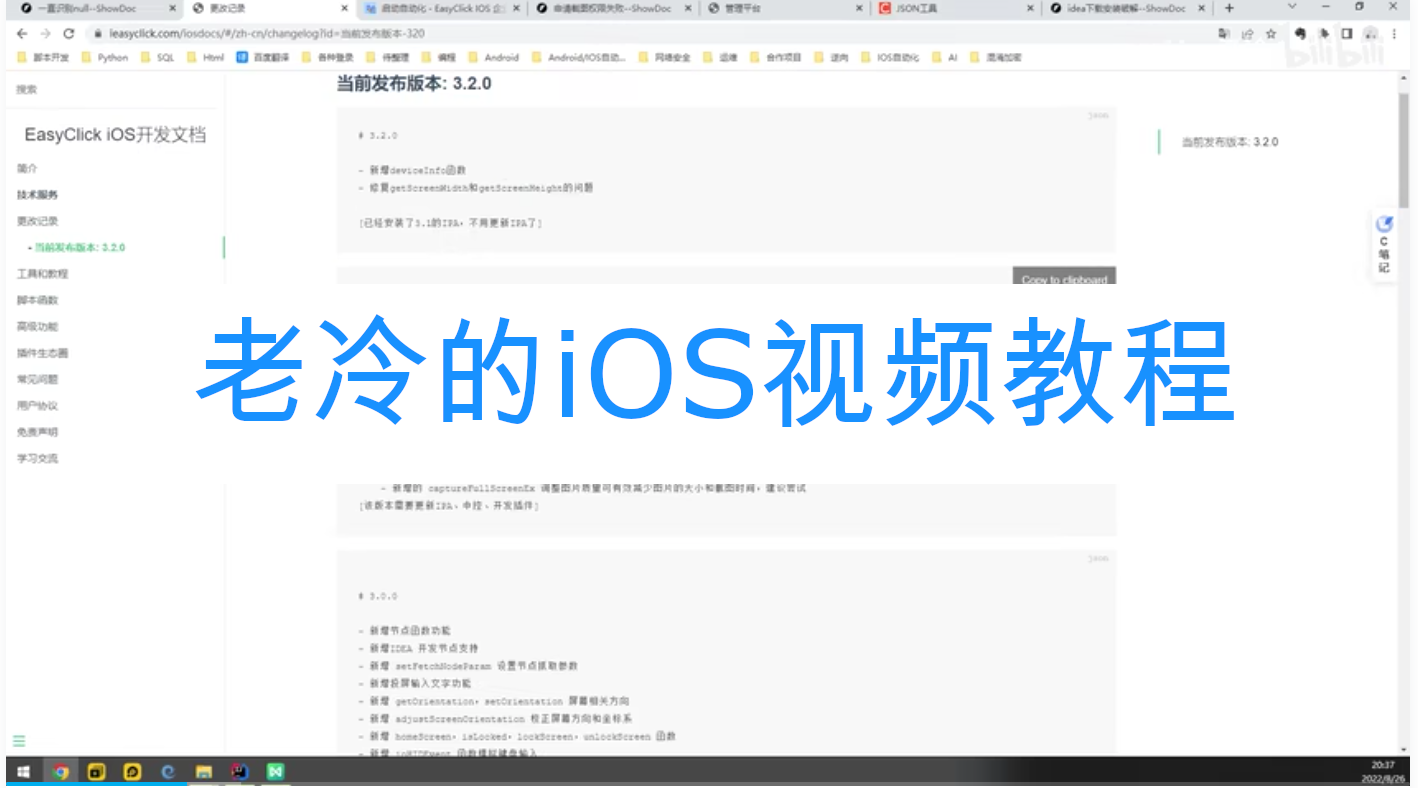 一直识别null--ShowDoc
更改记录
启动自动化 - EasyClick IOS 企
申请截图权限失败--ShowDoc
管理平台
JSON工具
idea下载安装破解--ShowDoc
ieasyclick.com/iosdocs/#/zh-cn/changelog?id=当前发布版本-320
脚本开发 Python SQL Html 百度翻译 各种登录 待整理 编程 Android Android/IOS自动... 网络安全 运维 合作项目 逆向 IOS自动化 AI 混淆加密
bilibili
搜索
EasyClick iOS开发文档
简介
技术服务
更改记录
- 当前发布版本: 3.2.0
工具和教程
脚本函数
高级功能
插件生态圈
常见问题
用户协议
免责声明
学习交流
当前发布版本: 3.2.0
json
# 3.2.0
- 新增deviceInfo函数
- 修复getScreenWidth和getScreenHeight的问题
[已经安装了3.1的IPA，不用更新IPA了]
当前发布版本: 3.2.0
C
笔
记
Copy to clipboard
老冷的iOS视频教程
- 新增的 captureFullScreenEx 调整图片质量可有效减少图片的大小和截图时间，建议尝试
[该版本需要更新IPA、中控、开发插件]
json
# 3.0.0
- 新增节点函数功能
- 新增IDEA 开发节点支持
- 新增 setFetchNodeParam 设置节点抓取参数
- 新增投屏输入文字功能
- 新增 getOrientation，setOrientation 屏幕相关方向
- 新增 adjustScreenOrientation 校正屏幕方向和坐标系
- 新增 homeScreen，isLocked，lockScreen，unlockScreen 函数
- 新增 ioHIDEvent 函数模拟键盘输入
20:37
2022/8/26